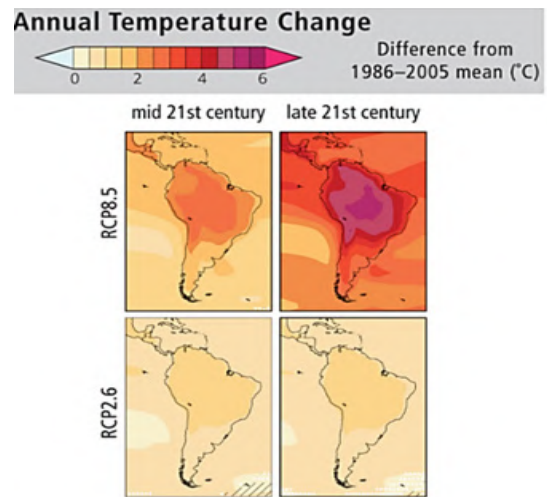 Annual Temperature Change
Difference from
1986–2005 mean (˚C)
0 2 4 6
mid 21st century late 21st century
RCP8.5
RCP2.6